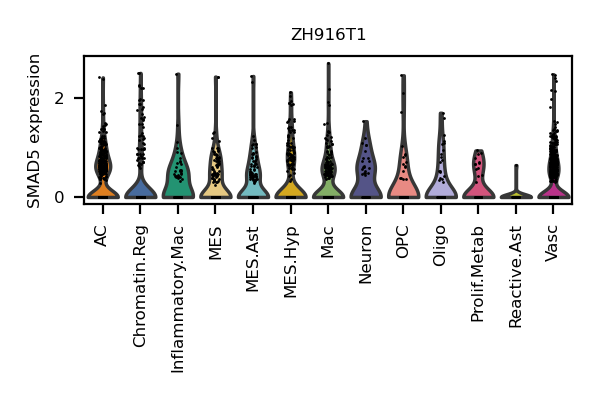 ZH916T1
SMAD5 expression
2
0
AC
Chromatin.Reg
Inflammatory.Mac
MES
MES.Ast
MES.Hyp
Mac
Neuron
OPC
Oligo
Prolif.Metab
Reactive.Ast
Vasc